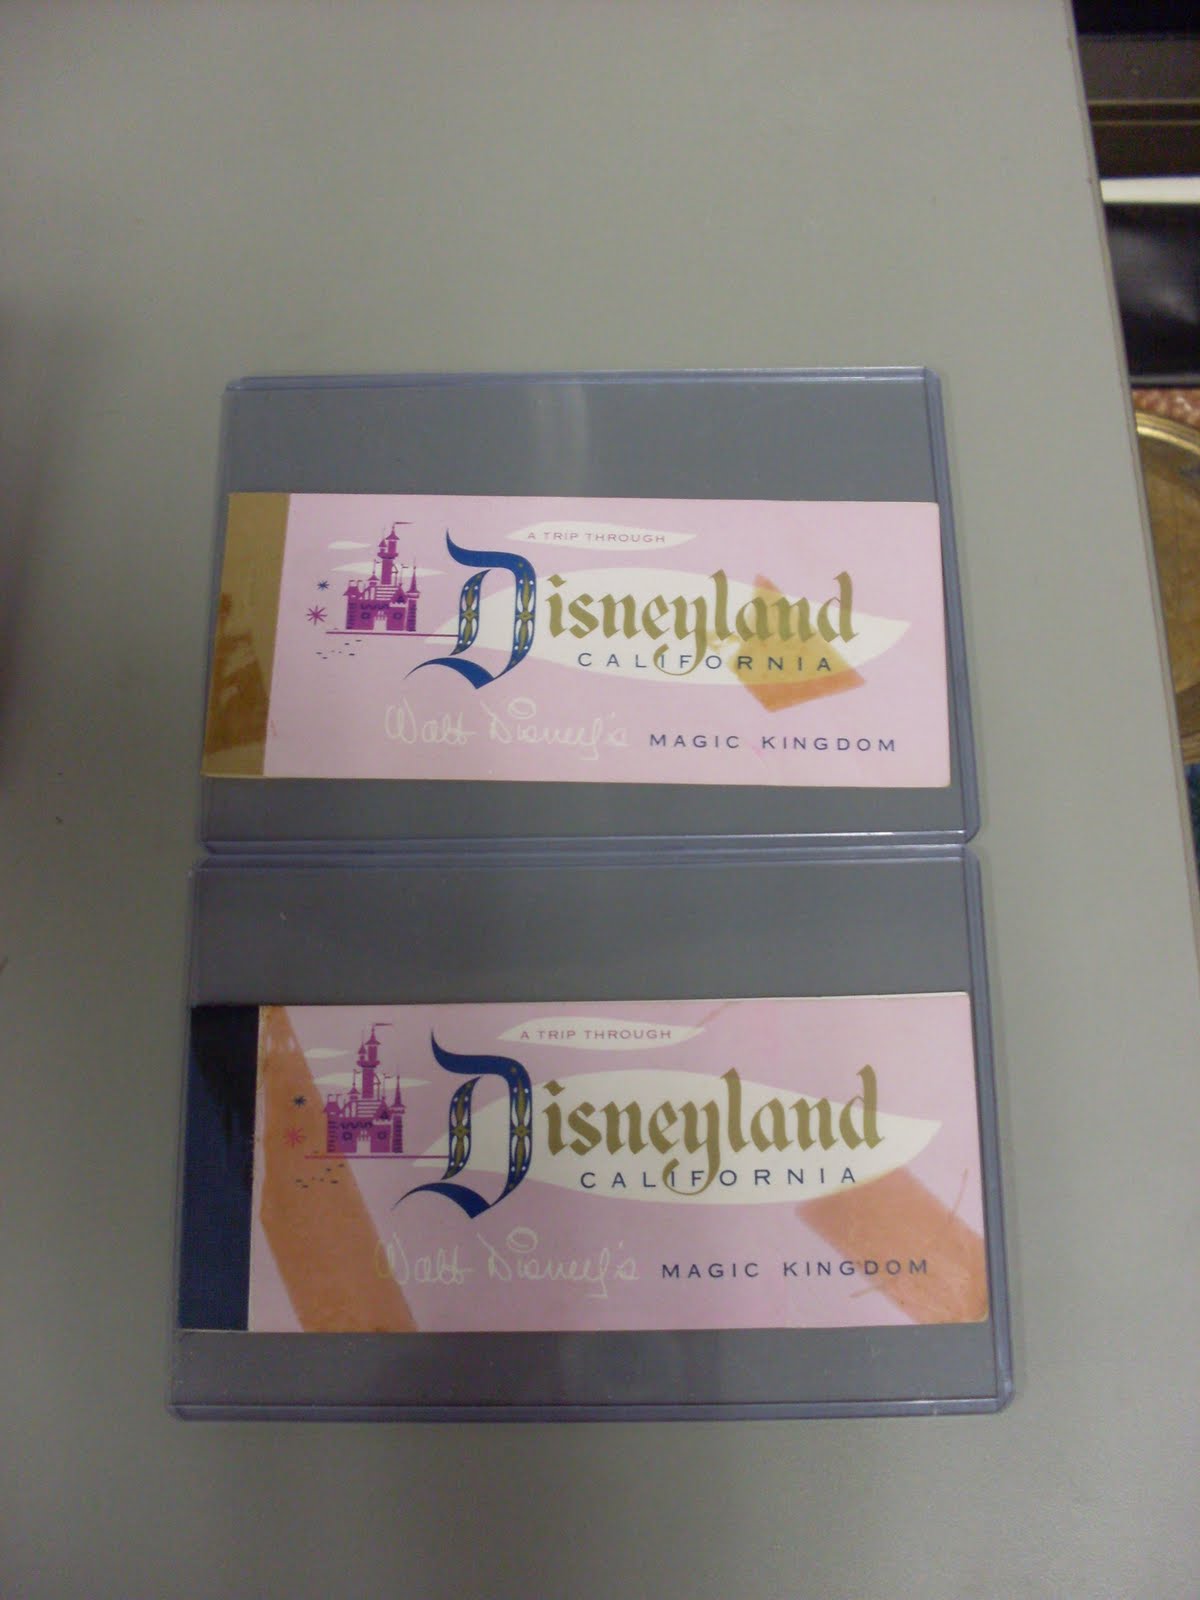 A TRIP THROUGH
Disneyland
CALIFORNIA
Walt Disney's MAGIC KINGDOM
A TRIP THROUGH
Disneyland
CALIFORNIA
Walt Disney's MAGIC KINGDOM